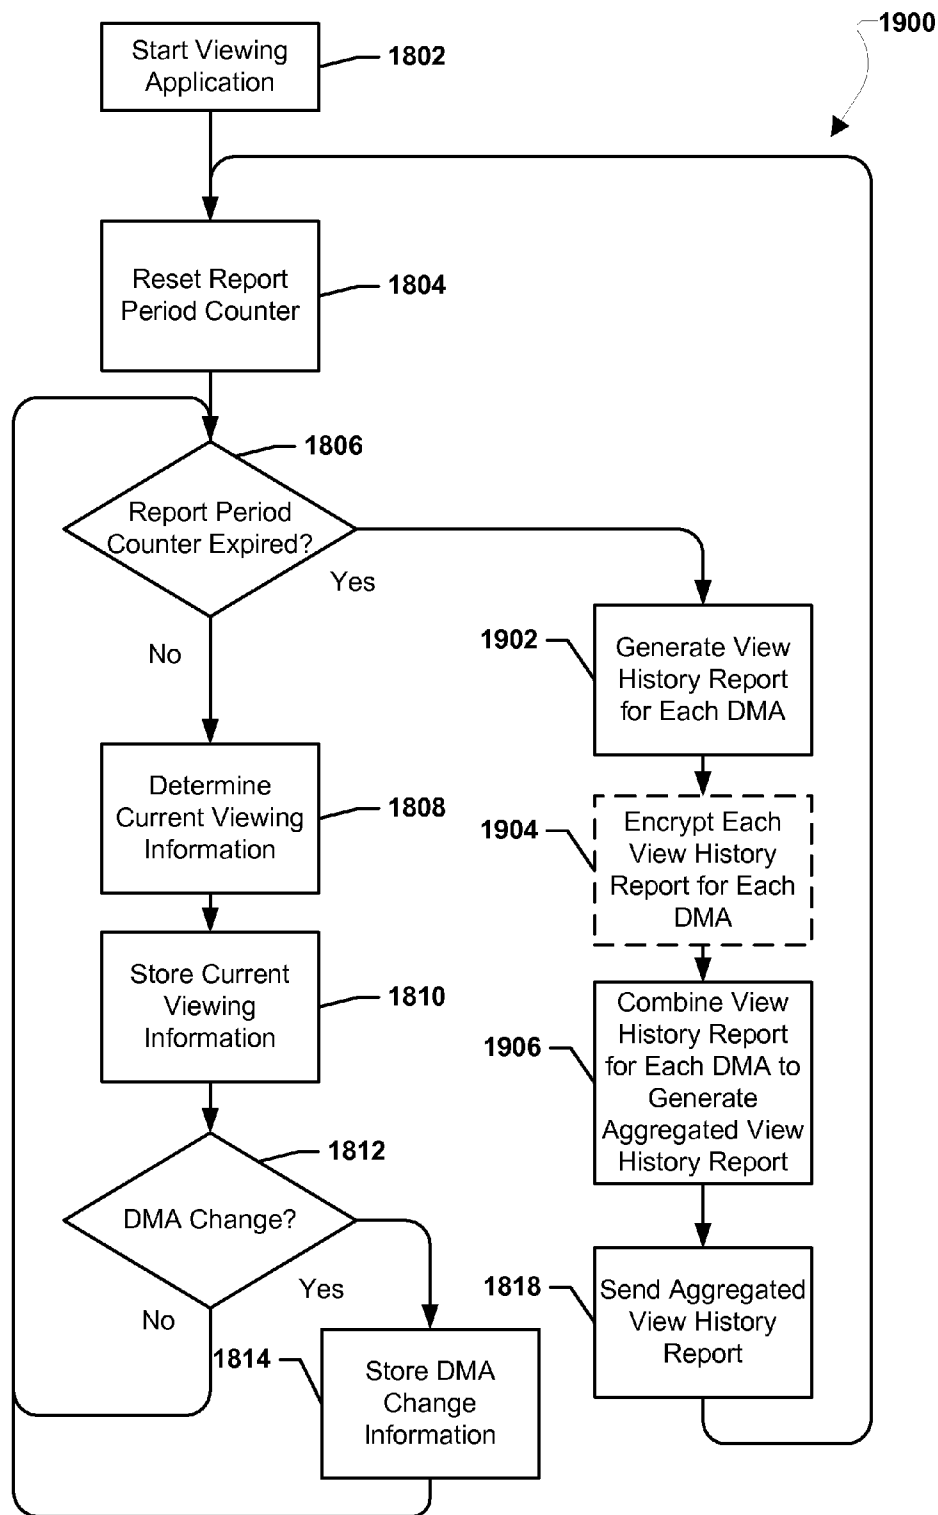 1900
Start Viewing
Application
1802
Reset Report
Period Counter
1804
1806
Report Period
Counter Expired?
Yes
No
1902
Generate View
History Report
for Each DMA
Determine
Current Viewing
Information
1808
1904
Encrypt Each
View History
Report for Each
DMA
Store Current
Viewing
Information
1810
1906
Combine View
History Report
for Each DMA to
Generate
Aggregated View
History Report
1812
DMA Change?
Yes
No
1818
Send Aggregated
View History
Report
1814
Store DMA
Change
Information